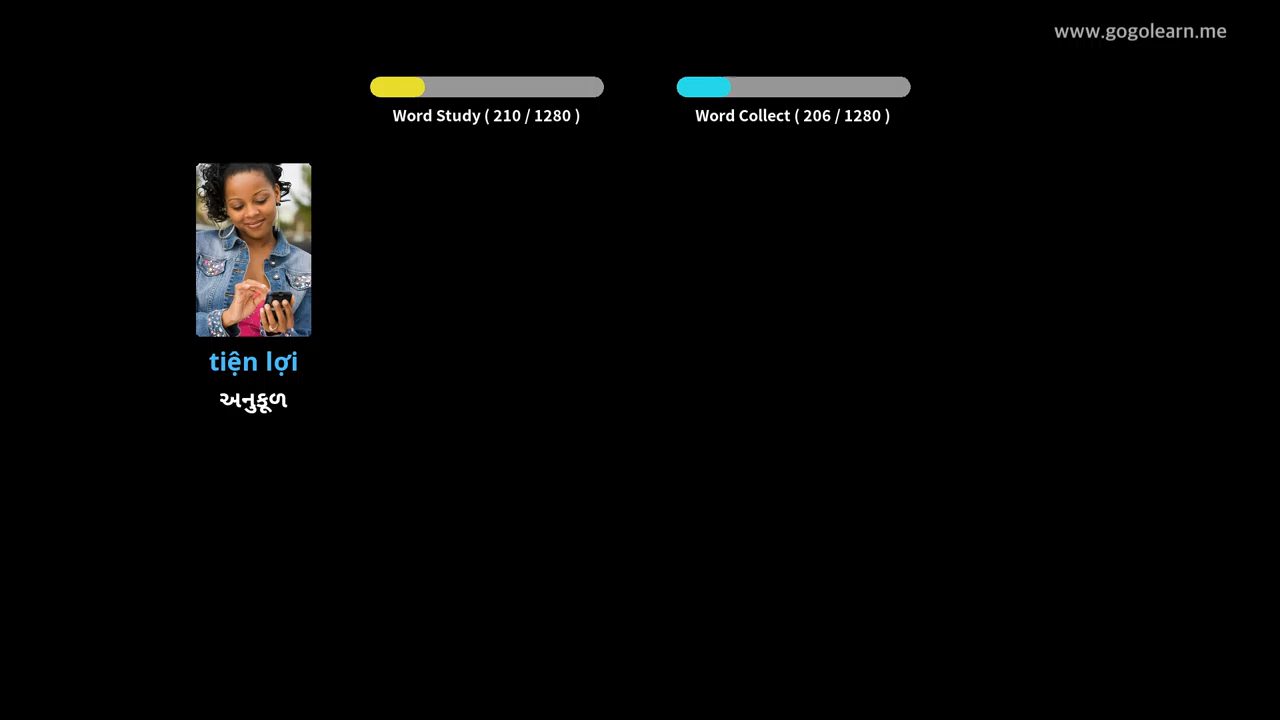 www.gogolearn.me
Word Study ( 210 / 1280 )
Word Collect ( 206 / 1280 )
tiện lợi
અનુકૂળ